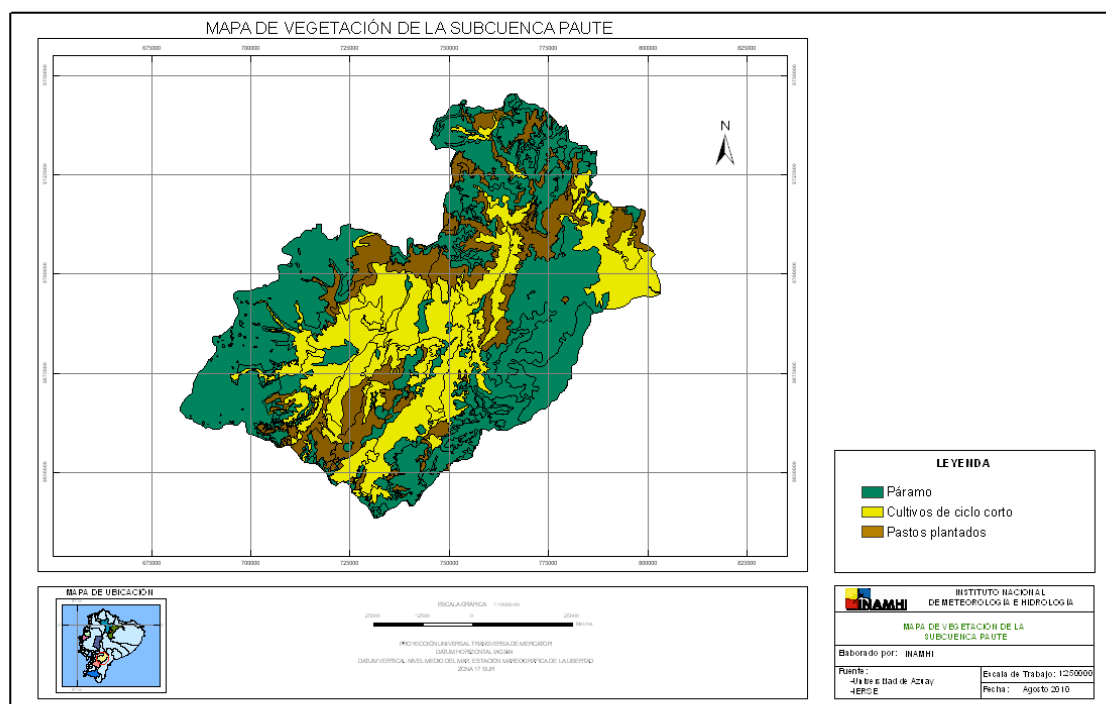 MAPA DE VEGETACIÓN DE LA SUBCUENCA PAUTE
675000 700000 725000 750000 775000 800000 825000
N
675000 700000 725000 750000 775000 800000 825000
LEYENDA
Páramo
Cultivos de ciclo corto
Pastos plantados
MAPA DE UBICACIÓN
ESCALA GRÁFICA:
25000 12500 0 25000
PROYECCIÓN UNIVERSAL TRANSVERSA DE MERCATOR
DATUM HORIZONTAL WGS84
DATUM VERTICAL: NIVEL MEDIO DEL MAR, ESTACIÓN MAREOGRÁFICA DE LA LIBERTAD
ZONA 17 SUR
INAMHI
INSTITUTO NACIONAL
DE METEOROLOGÍA E HIDROLOGÍA
MAPA DE VEGETACIÓN DE LA
SUBCUENCA PAUTE
Elaborado por: INAMHI
Fuente:
-Universidad de Azuay
-IERSE
Escala de Trabajo: 1:250000
Fecha: Agosto 2010